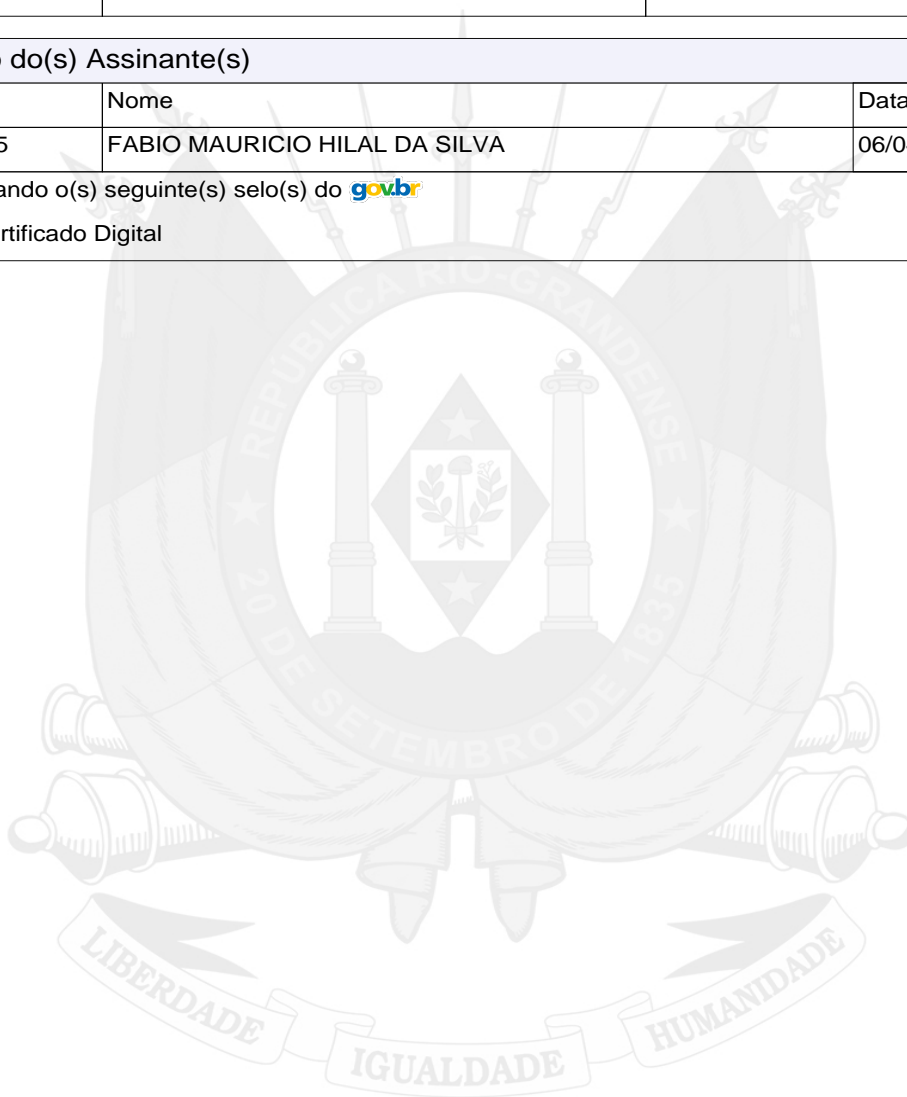 do(s) Assinante(s)
Nome
Data
5
FABIO MAURICIO HILAL DA SILVA
06/0
ando o(s) seguinte(s) selo(s) do gov.br
rtificado Digital
REPÚBLICA RIO-GRANDENSE
20 DE SETEMBRO DE 1835
LIBERDADE
IGUALDADE
HUMANIDADE